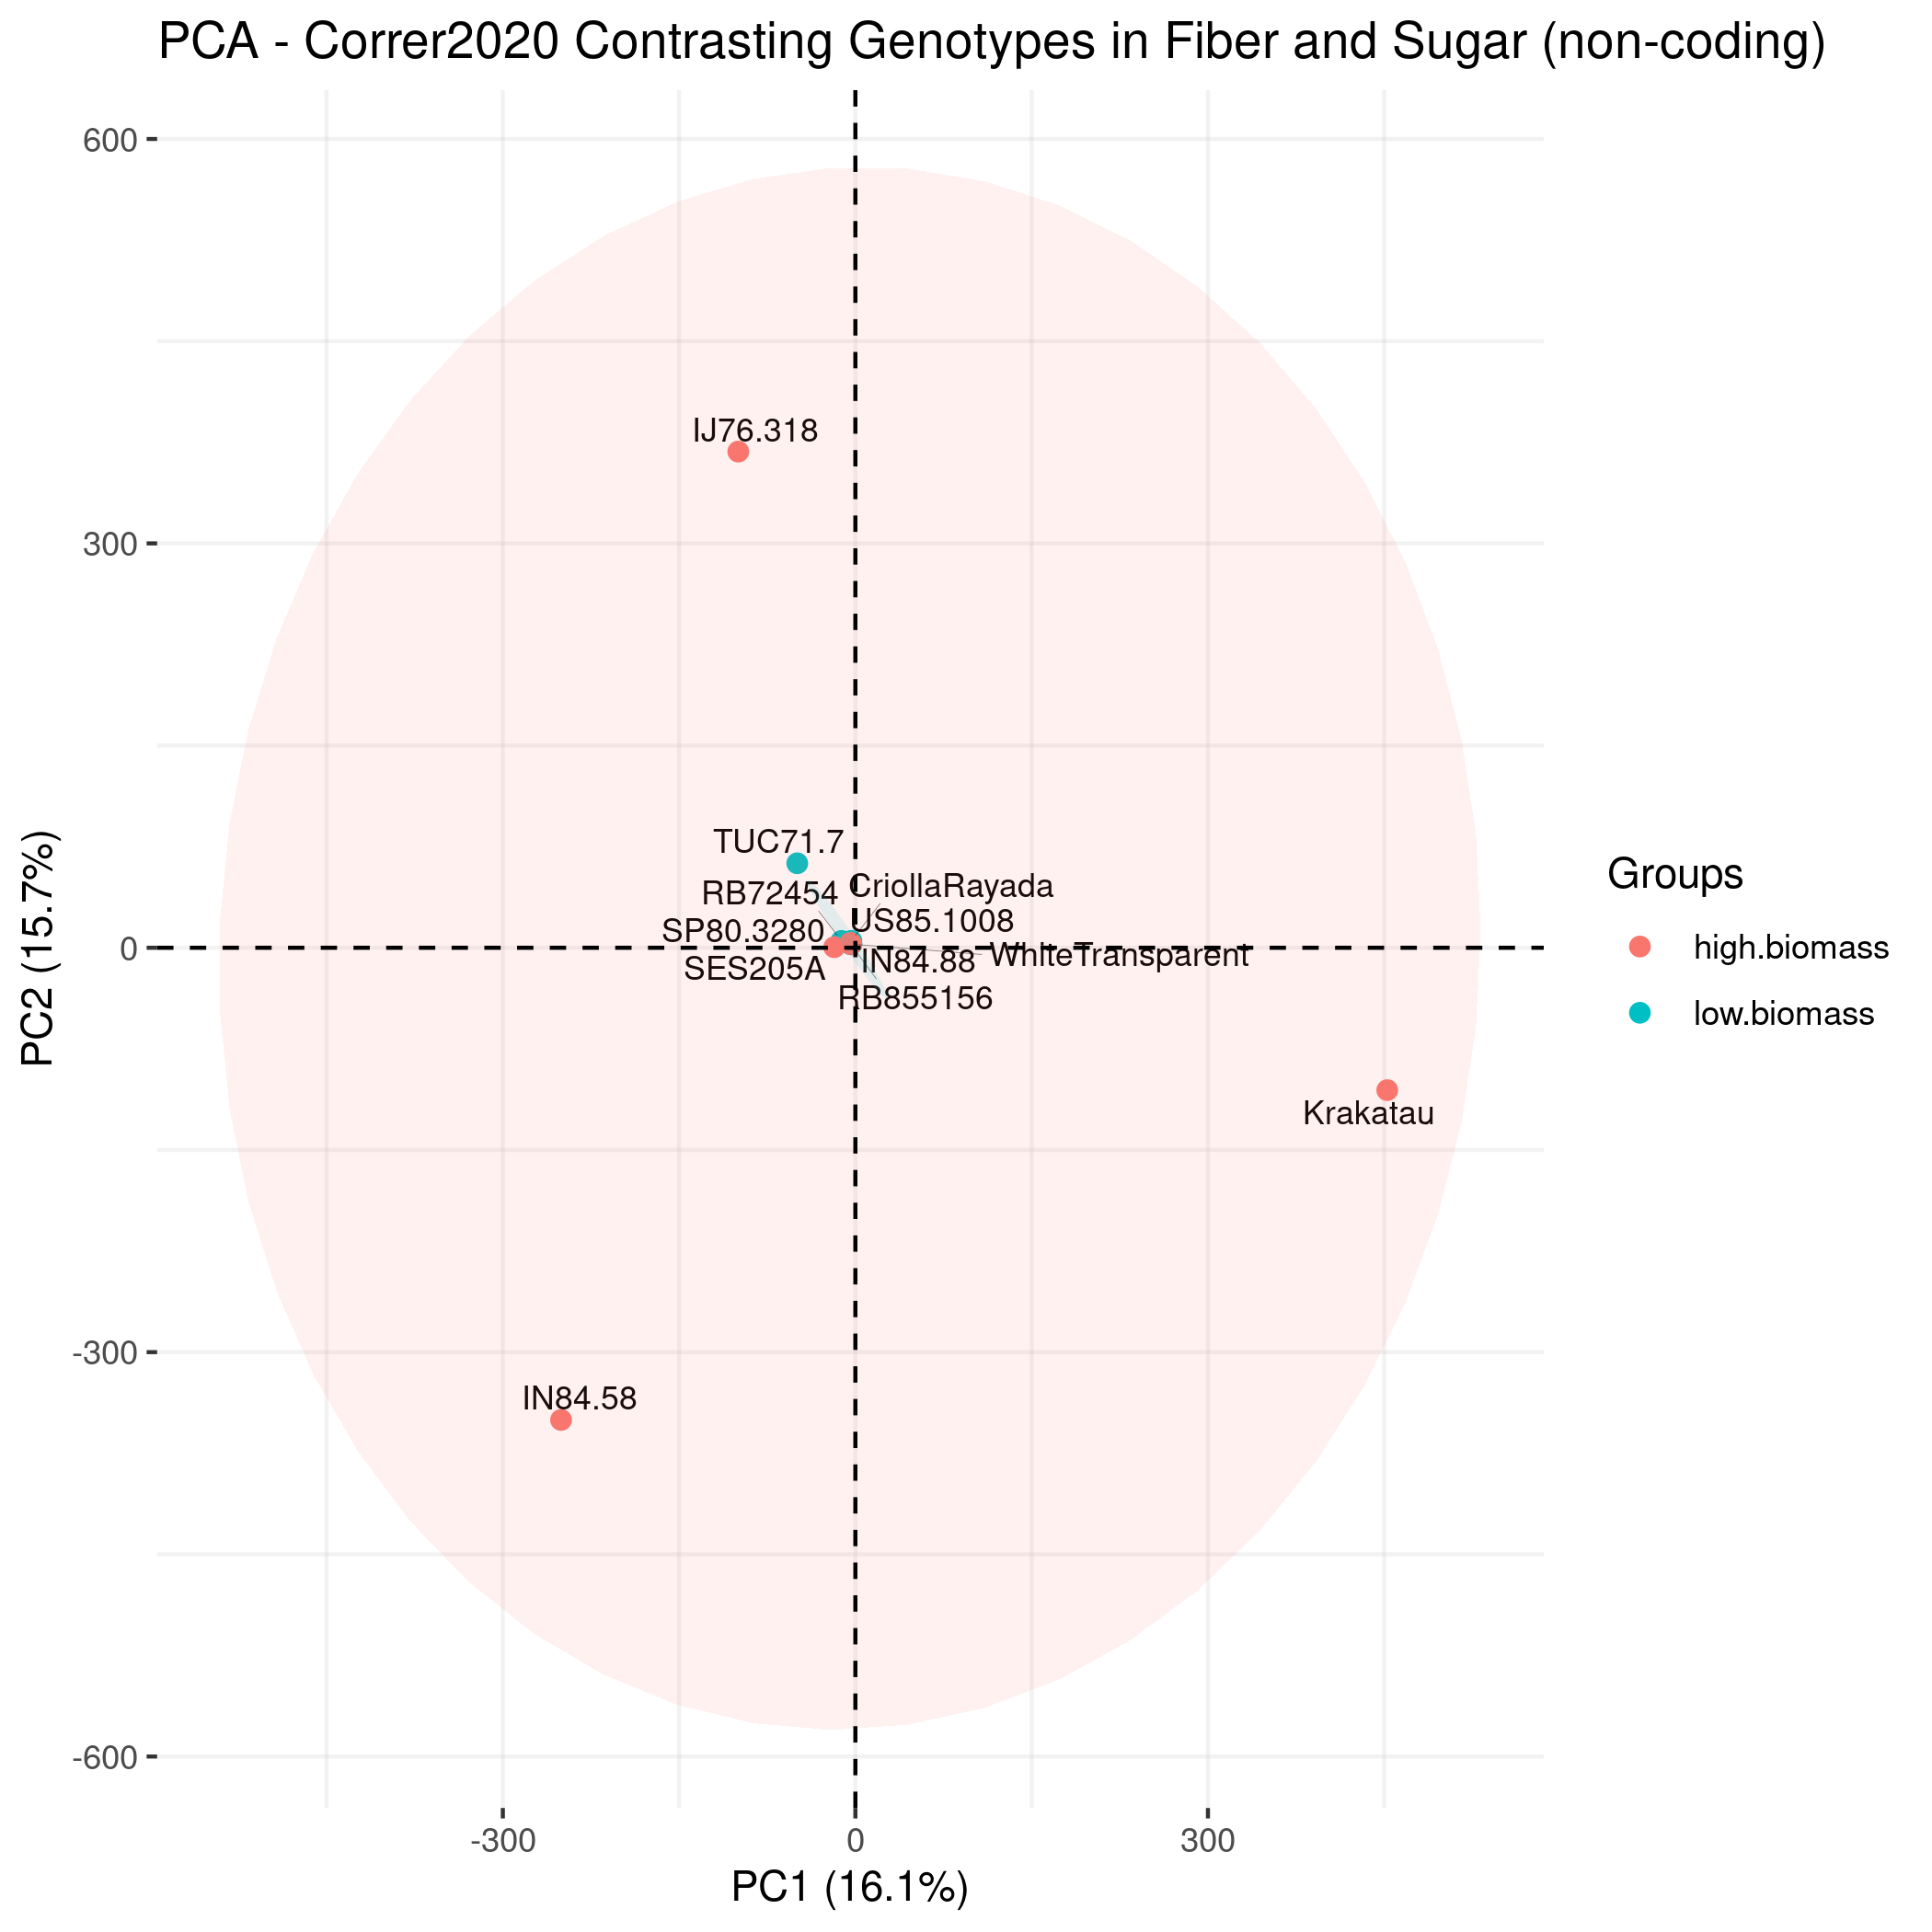 PCA - Correr2020 Contrasting Genotypes in Fiber and Sugar (non-coding)
600
300
0
-300
-600
PC2 (15.7%)
IJ76.318
TUC71.7
RB72454
CriollaRayada
SP80.3280
US85.1008
SES205A
IN84.88
WhiteTransparent
RB855156
Krakatau
IN84.58
-300
0
300
PC1 (16.1%)
Groups
high.biomass
low.biomass